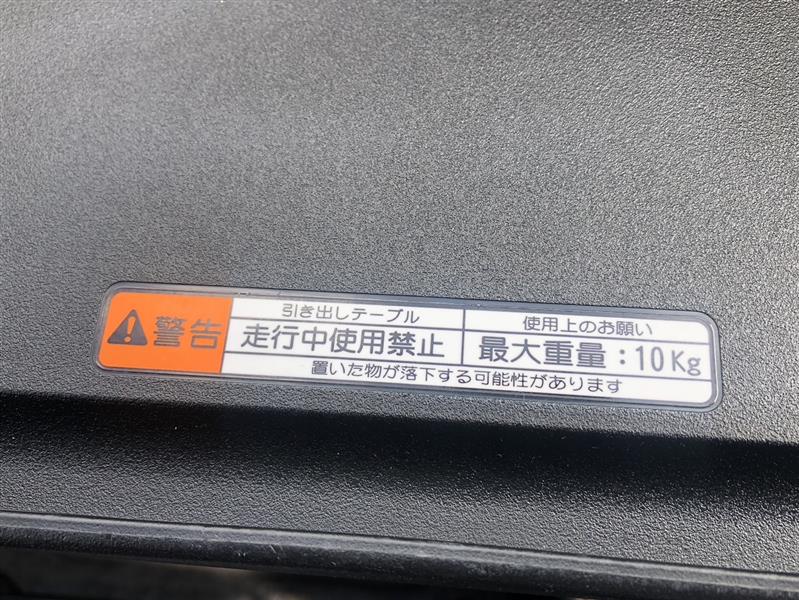 警告
引き出しテーブル
走行中使用禁止
使用上のお願い
最大重量：10Kg
置いた物が落下する可能性があります